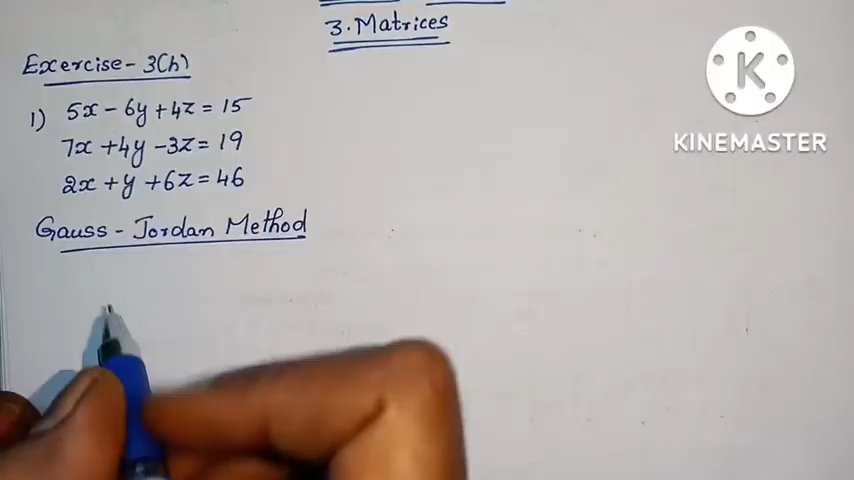 3. Matrices
Exercise - 3(h)
1) 5x - 6y + 4z = 15
7x + 4y - 3z = 19
2x + y + 6z = 46
Gauss - Jordan Method
K
KINEMASTER